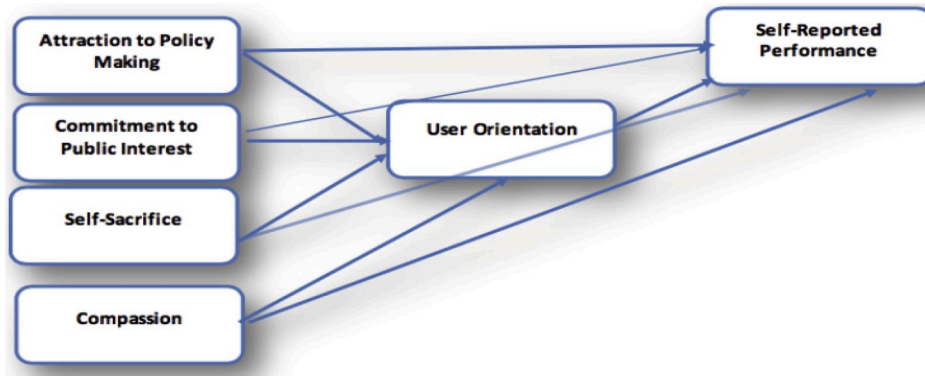 Attraction to Policy
Making
Self-Reported
Performance
Commitment to
Public Interest
User Orientation
Self-Sacrifice
Compassion